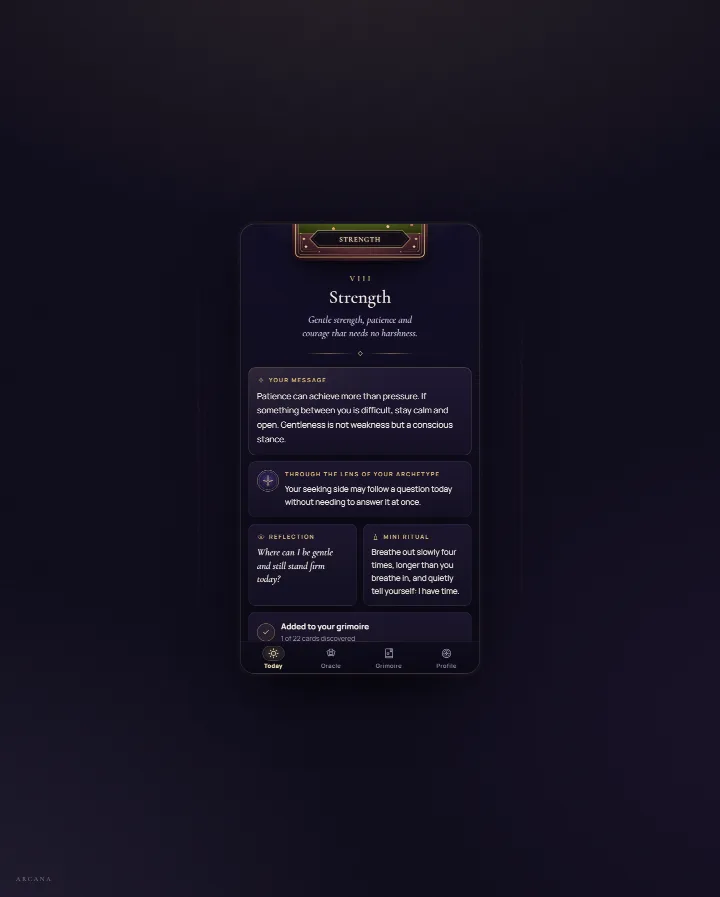 STRENGTH
VIII
Strength
Gentle strength, patience and
courage that needs no harshness.
YOUR MESSAGE
Patience can achieve more than pressure. If
something between you is difficult, stay calm and
open. Gentleness is not weakness but a conscious
stance.
THROUGH THE LENS OF YOUR ARCHETYPE
Your seeking side may follow a question today
without needing to answer it at once.
REFLECTION
Where can I be gentle
and still stand firm
today?
MINI RITUAL
Breathe out slowly four
times, longer than you
breathe in, and quietly
tell yourself: I have time.
Added to your grimoire
1 of 22 cards discovered
Today
Oracle
Grimoire
Profile
ARCANA